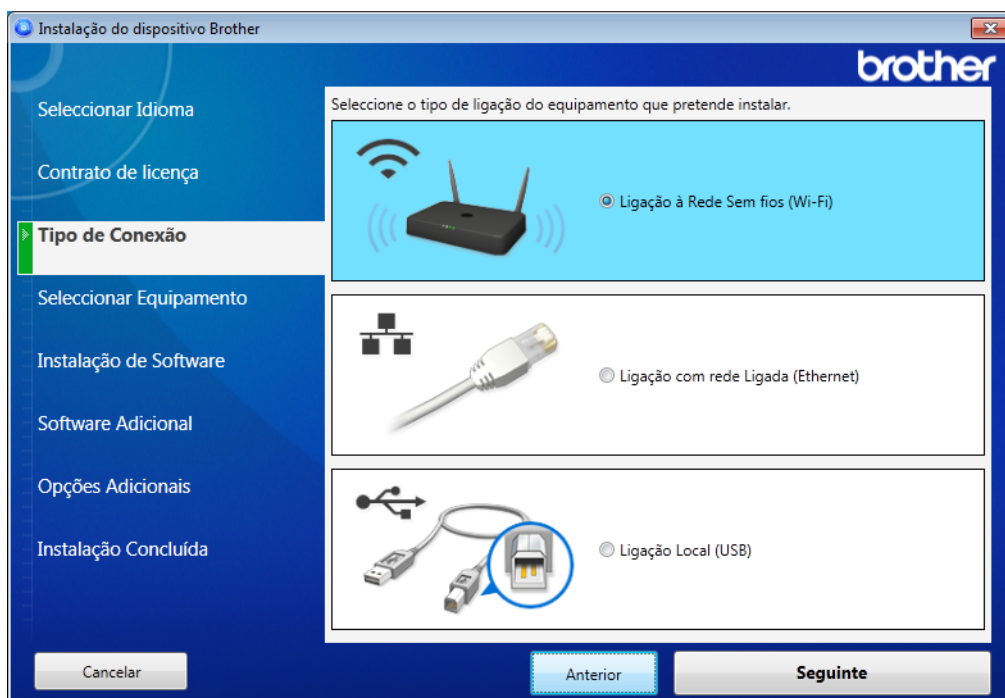 Instalação do dispositivo Brother
brother
Seleccionar Idioma
Contrato de licença
Tipo de Conexão
Seleccionar Equipamento
Instalação de Software
Software Adicional
Opções Adicionais
Instalação Concluída
Seleccione o tipo de ligação do equipamento que pretende instalar.
Ligação à Rede Sem fios (Wi-Fi)
Ligação com rede Ligada (Ethernet)
Ligação Local (USB)
Cancelar
Anterior
Seguinte